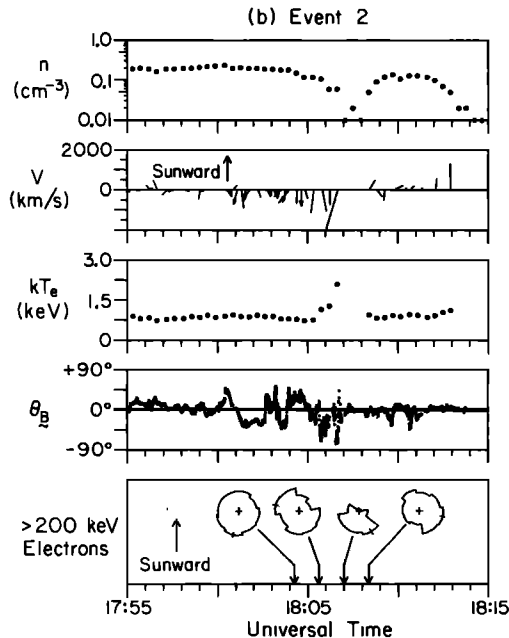 (b) Event 2
1.0
n
0.1
(cm⁻³)
0.01
2000
Sunward
V
0
(km/s)
3.0
kTe
1.5
(keV)
0
+90°
θB
0°
-90°
>200 keV
Electrons
Sunward
17:55
18:05
18:15
Universal Time